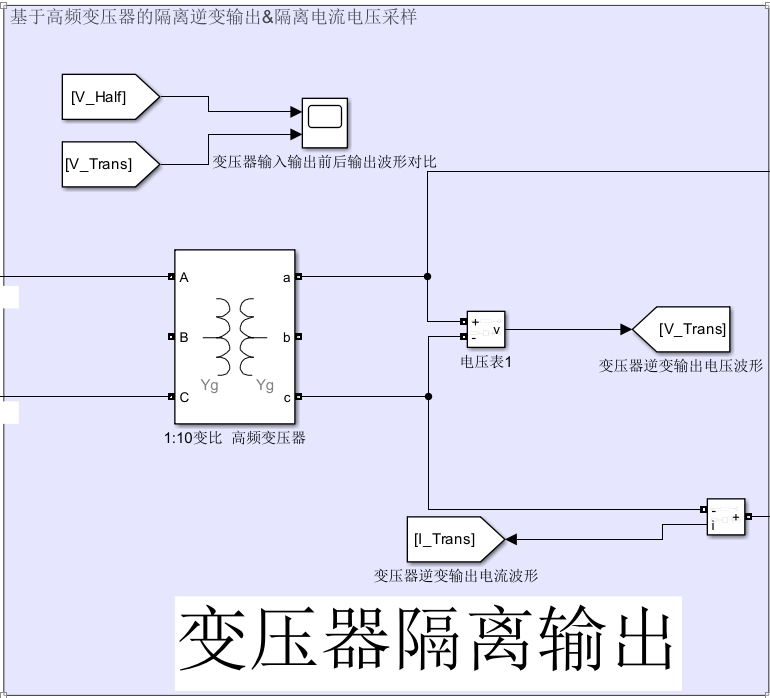 基于高频变压器的隔离逆变输出&隔离电流电压采样
[V_Half]
[V_Trans]
变压器输入输出前后输出波形对比
A
a
B
b
Yg
Yg
C
c
1:10变比 高频变压器
+
-
v
电压表1
[V_Trans]
变压器逆变输出电压波形
-
+
i
[I_Trans]
变压器逆变输出电流波形
变压器隔离输出